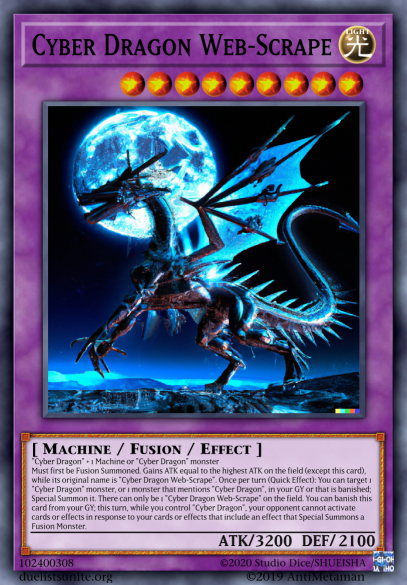 Cyber Dragon Web-Scrape
LIGHT
光
[ Machine / Fusion / Effect ]
"Cyber Dragon" + 1 Machine or "Cyber Dragon" monster
Must first be Fusion Summoned. Gains ATK equal to the highest ATK on the field (except this card),
while its original name is "Cyber Dragon Web-Scrape". Once per turn (Quick Effect): You can target 1
"Cyber Dragon" monster, or 1 monster that mentions "Cyber Dragon", in your GY or that is banished;
Special Summon it. There can only be 1 "Cyber Dragon Web-Scrape" on the field. You can banish this
card from your GY; this turn, while you control "Cyber Dragon", your opponent cannot activate
cards or effects in response to your cards or effects that include an effect that Special Summons a
Fusion Monster.
ATK/3200 DEF/2100
102400308
©2020 Studio Dice/SHUEISHA
duelistsunite.org
©2019 AntiMetaman